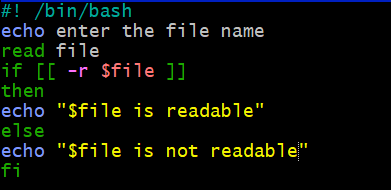 #! /bin/bash
echo enter the file name
read file
if [[ -r $file ]]
then
echo "$file is readable"
else
echo "$file is not readable"
fi